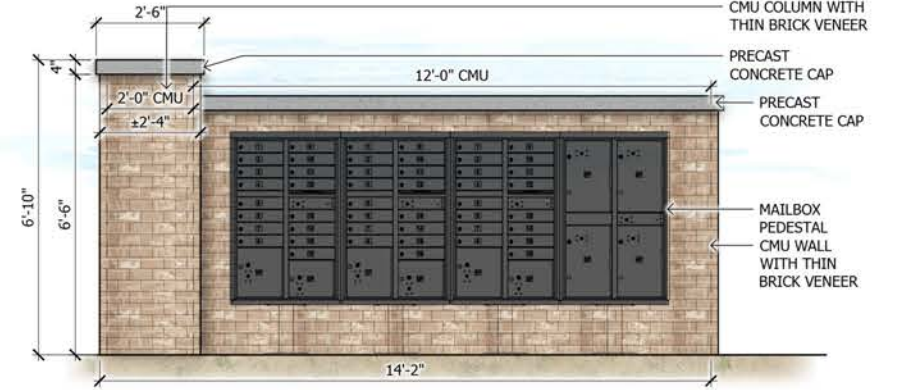 2'-6"
CMU COLUMN WITH
THIN BRICK VENEER
4"
PRECAST
CONCRETE CAP
12'-0" CMU
2'-0" CMU
PRECAST
CONCRETE CAP
±2'-4"
6'-10"
6'-6"
MAILBOX
PEDESTAL
CMU WALL
WITH THIN
BRICK VENEER
14'-2"